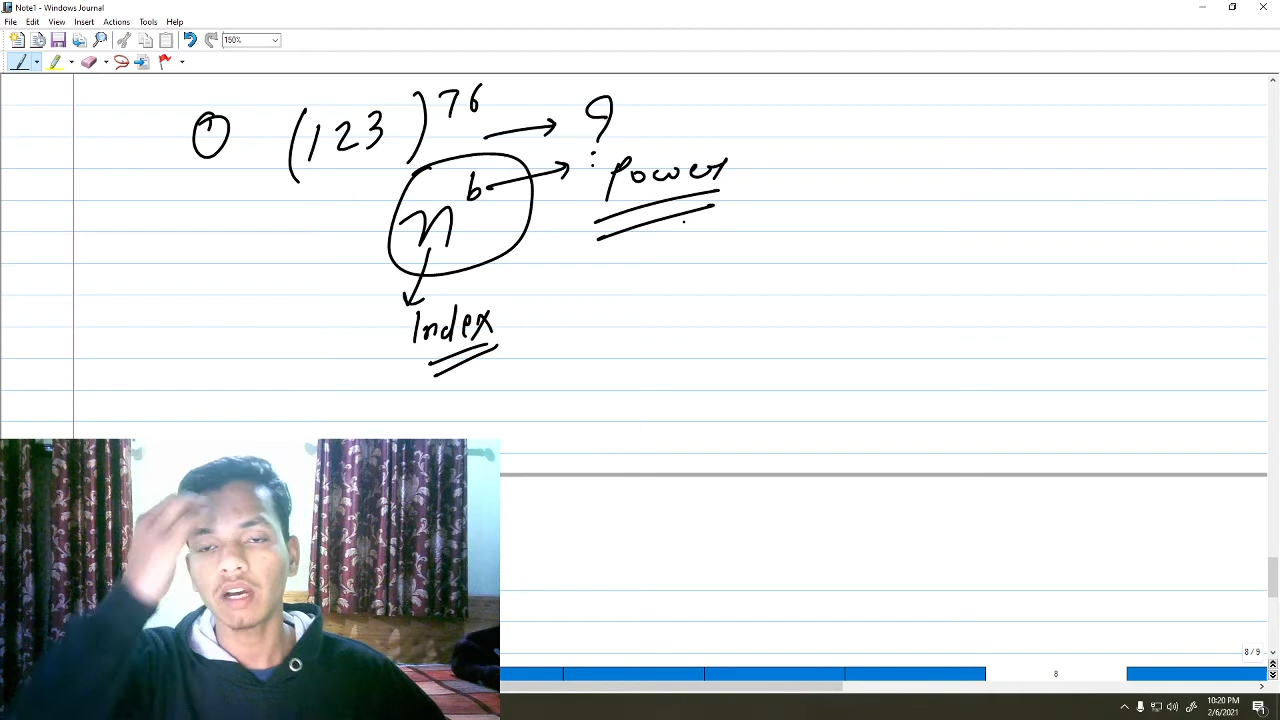 Note1 - Windows Journal
File Edit View Insert Actions Tools Help
150%
① (123)^76 → ?
n^b → Power
Index
8 / 9
8
10:20 PM
2/6/2021